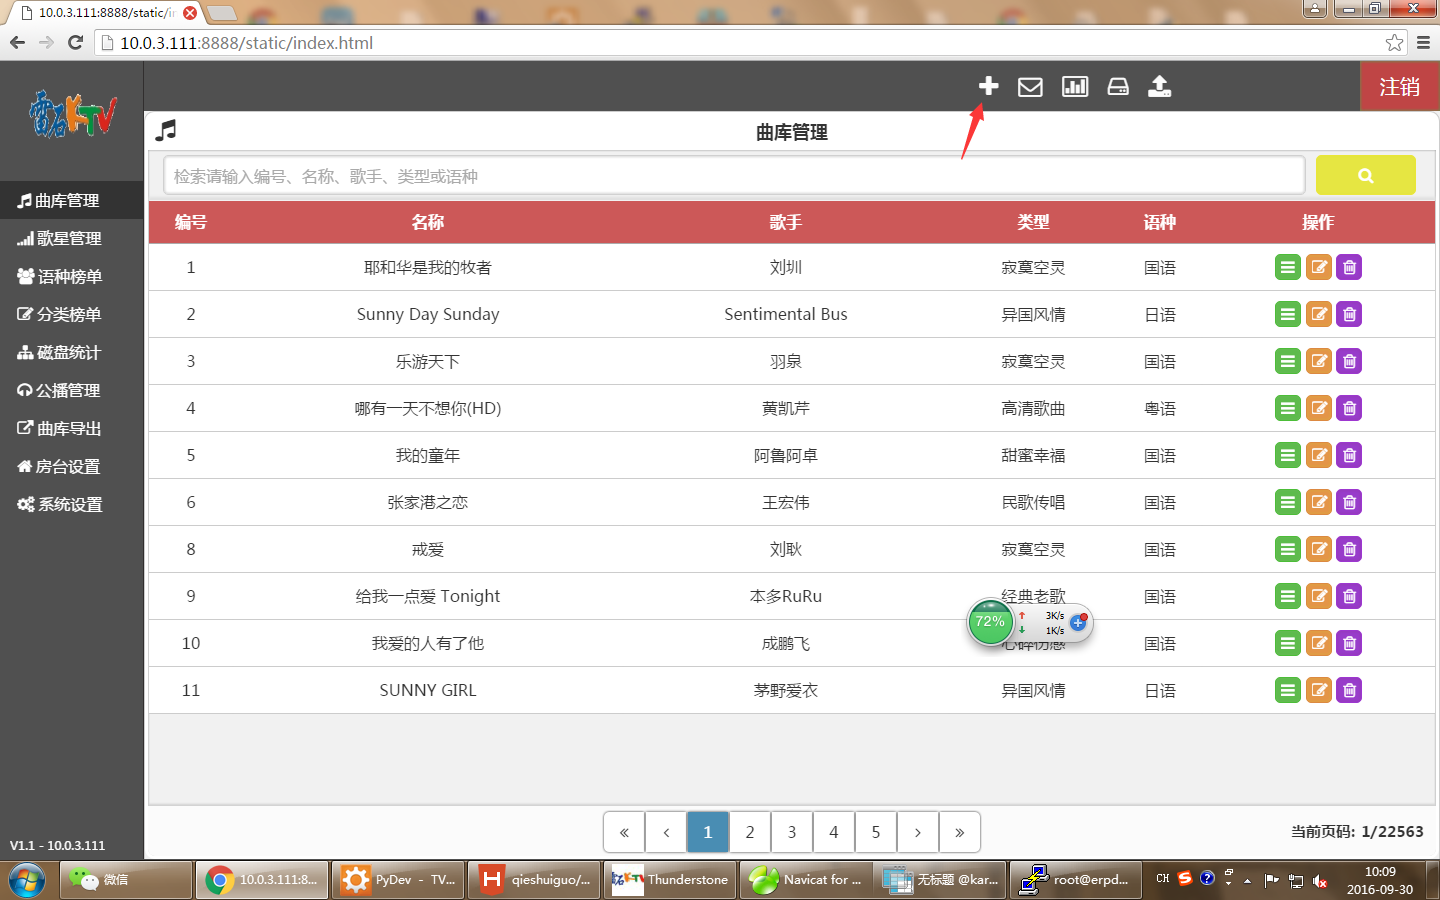 10.0.3.111:8888/static/ir
10.0.3.111:8888/static/index.html
雷石KTV
注销
曲库管理
检索请输入编号、名称、歌手、类型或语种
曲库管理
歌星管理
语种榜单
分类榜单
磁盘统计
公播管理
曲库导出
房台设置
系统设置
编号 名称 歌手 类型 语种 操作
1 耶和华是我的牧者 刘圳 寂寞空灵 国语
2 Sunny Day Sunday Sentimental Bus 异国风情 日语
3 乐游天下 羽泉 寂寞空灵 国语
4 哪有一天不想你(HD) 黄凯芹 高清歌曲 粤语
5 我的童年 阿鲁阿卓 甜蜜幸福 国语
6 张家港之恋 王宏伟 民歌传唱 国语
8 戒爱 刘耿 寂寞空灵 国语
9 给我一点爱 Tonight 本多RuRu 经典老歌 国语
72% 3K/s
1K/s
10 我爱的人有了他 成鹏飞 心碎伤感 国语
11 SUNNY GIRL 茅野爱衣 异国风情 日语
« ‹ 1 2 3 4 5 › »
当前页码: 1/22563
V1.1 - 10.0.3.111
微信
10.0.3.111:8...
PyDev - TV...
qieshuiguo/...
雷石KTV Thunderstone
Navicat for ...
无标题 @kar...
root@erpd...
CH
10:09
2016-09-30